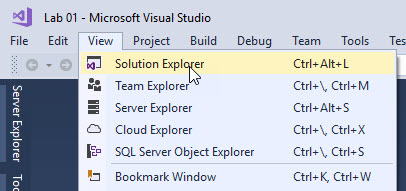 Lab 01 - Microsoft Visual Studio
File Edit View Project Build Debug Team Tools Tes
Solution Explorer Ctrl+Alt+L
Team Explorer Ctrl+\, Ctrl+M
Server Explorer Ctrl+Alt+S
Cloud Explorer Ctrl+\, Ctrl+X
SQL Server Object Explorer Ctrl+\, Ctrl+S
Bookmark Window Ctrl+K, Ctrl+W
Server Explorer
Too